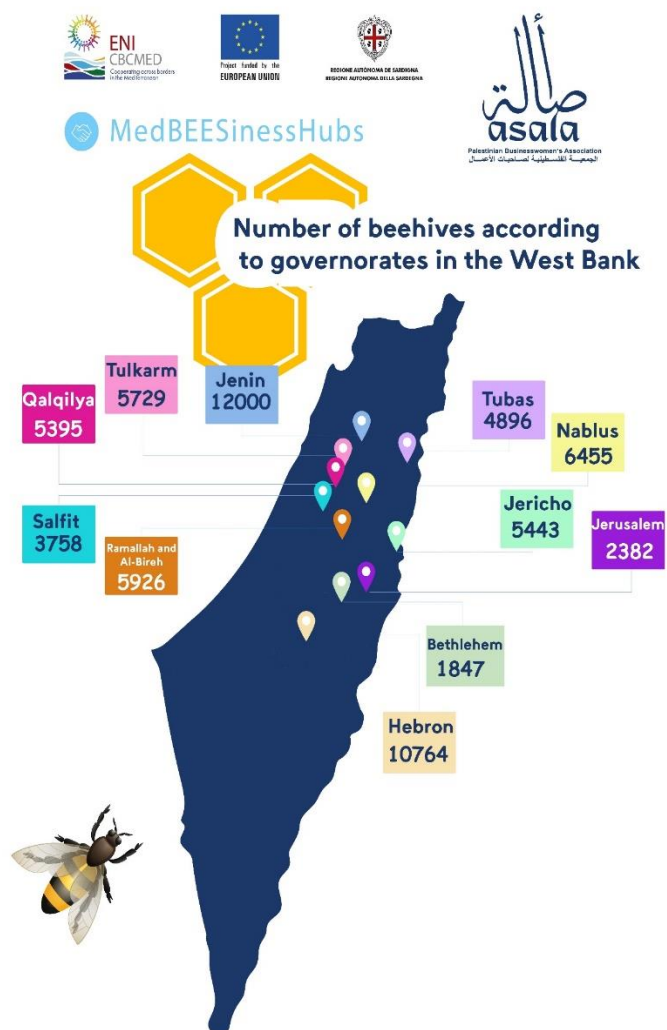 ENI
CBCMED
Cooperating across borders
in the Mediterranean
Project funded by the
EUROPEAN UNION
REGIONE AUTÒNOMA DE SARDIGNA
REGIONE AUTONOMA DELLA SARDEGNA
أصالة
asala
Palestinian Businesswomen's Association
الجمعية الفلسطينية لصاحبات الأعمال
MedBEESinessHubs
Number of beehives according
to governorates in the West Bank
Tulkarm
5729
Jenin
12000
Qalqilya
5395
Tubas
4896
Nablus
6455
Salfit
3758
Ramallah and
Al-Bireh
5926
Jericho
5443
Jerusalem
2382
Bethlehem
1847
Hebron
10764